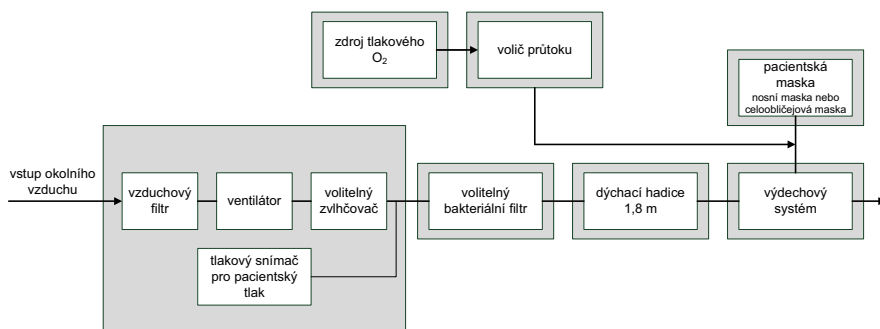 zdroj tlakového
O₂
volič průtoku
pacientská
maska
nosní maska nebo
celoobličejová maska
vstup okolního
vzduchu
vzduchový
filtr
ventilátor
volitelný
zvlhčovač
volitelný
bakteriální filtr
dýchací hadice
1,8 m
výdechový
systém
tlakový snímač
pro pacientský
tlak